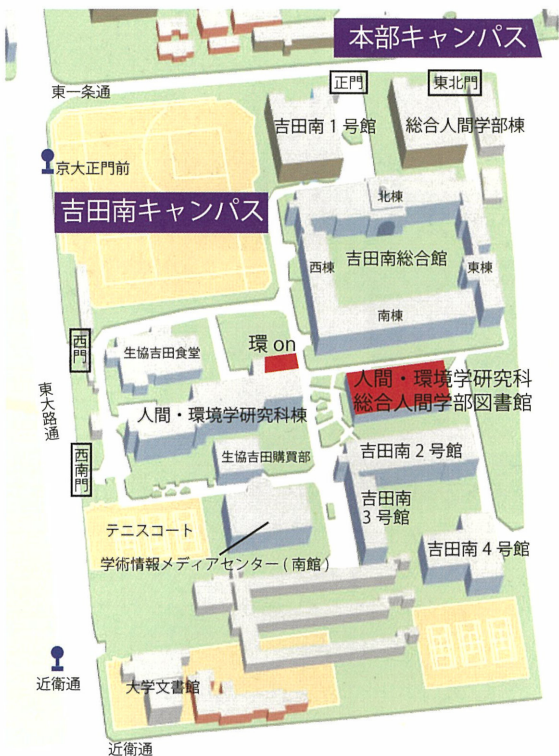 本部キャンパス
東一条通
正門
東北門
吉田南1号館
総合人間学部棟
京大正門前
吉田南キャンパス
北棟
西棟
吉田南総合館
東棟
南棟
西門
生協吉田食堂
環on
人間・環境学研究科
総合人間学部図書館
東大路通
人間・環境学研究科棟
西南門
生協吉田購買部
吉田南2号館
吉田南
3号館
テニスコート
学術情報メディアセンター(南館)
吉田南4号館
近衛通
大学文書館
近衛通